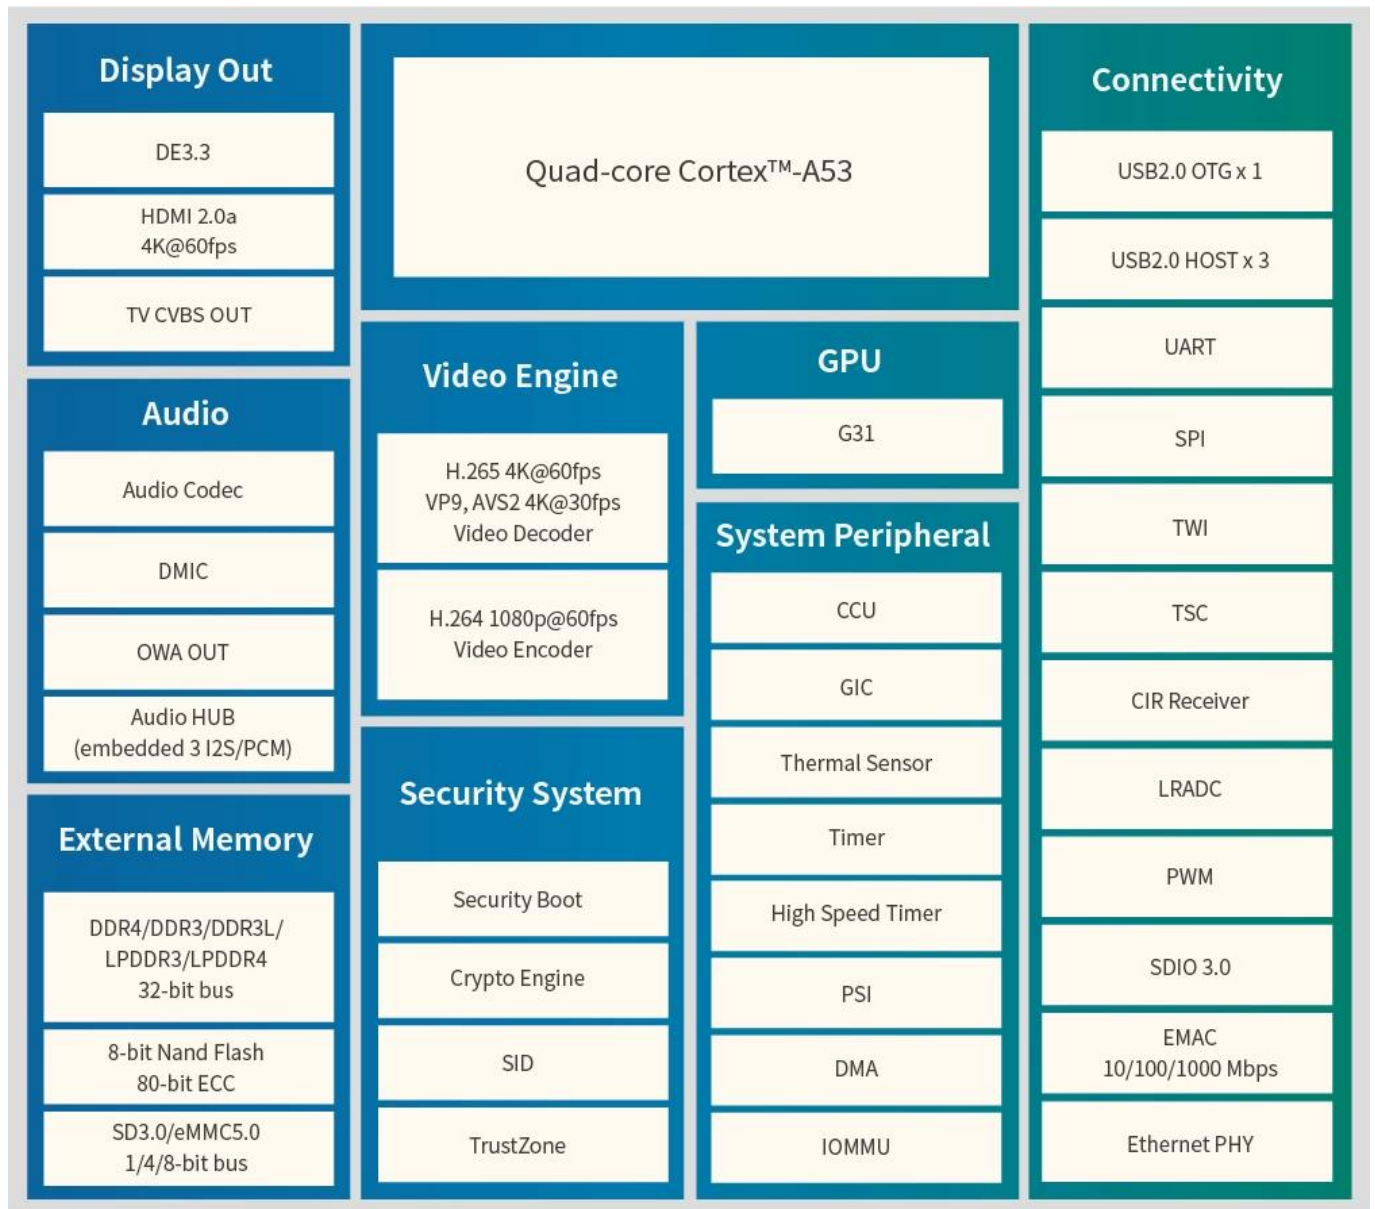 Display Out
DE3.3
HDMI 2.0a
4K@60fps
TV CVBS OUT
Audio
Audio Codec
DMIC
OWA OUT
Audio HUB
(embedded 3 I2S/PCM)
External Memory
DDR4/DDR3/DDR3L/
LPDDR3/LPDDR4
32-bit bus
8-bit Nand Flash
80-bit ECC
SD3.0/eMMC5.0
1/4/8-bit bus
Quad-core Cortex™-A53
Video Engine
H.265 4K@60fps
VP9, AVS2 4K@30fps
Video Decoder
H.264 1080p@60fps
Video Encoder
Security System
Security Boot
Crypto Engine
SID
TrustZone
GPU
G31
System Peripheral
CCU
GIC
Thermal Sensor
Timer
High Speed Timer
PSI
DMA
IOMMU
Connectivity
USB2.0 OTG x 1
USB2.0 HOST x 3
UART
SPI
TWI
TSC
CIR Receiver
LRADC
PWM
SDIO 3.0
EMAC
10/100/1000 Mbps
Ethernet PHY